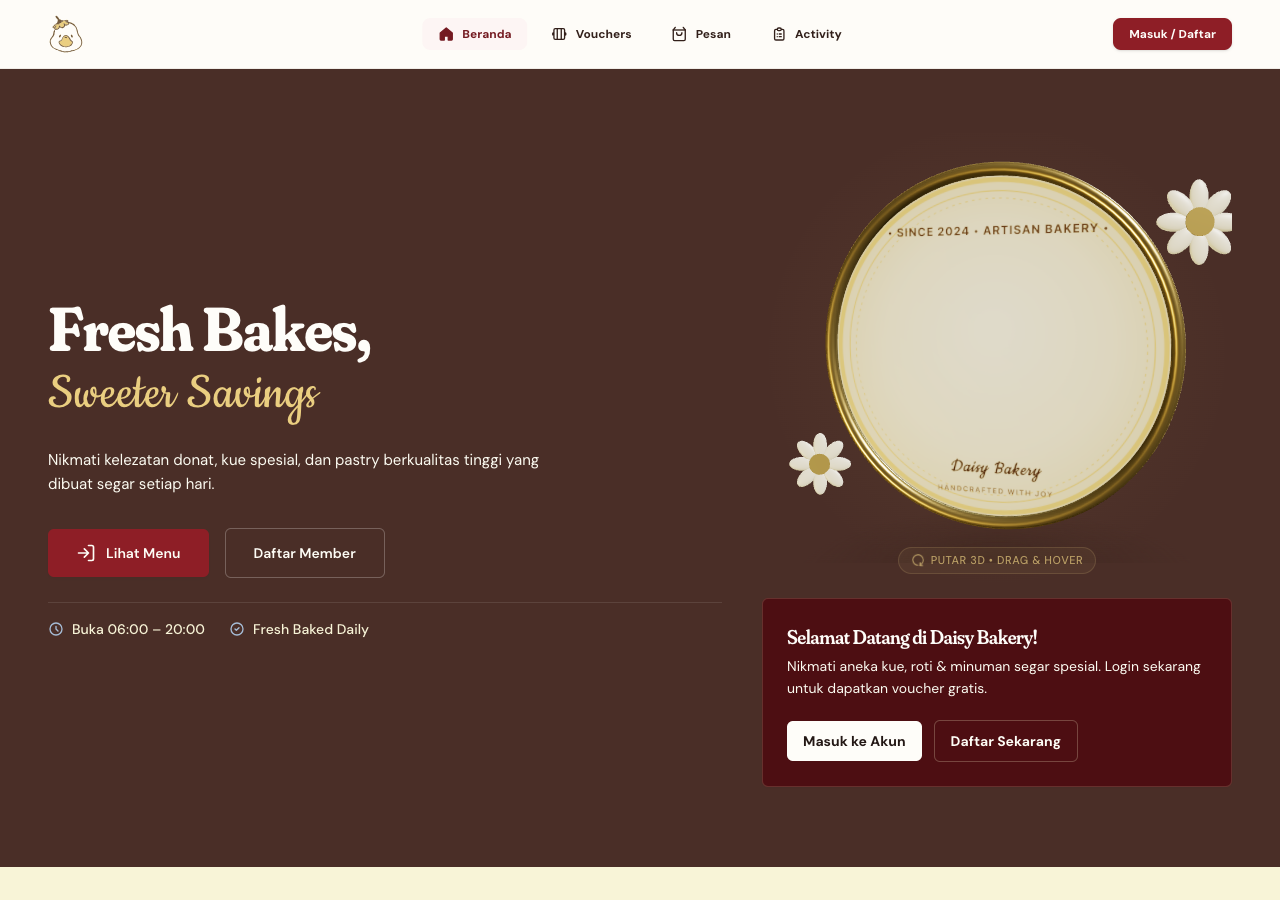 Beranda
Vouchers
Pesan
Activity
Masuk / Daftar
Fresh Bakes,
Sweeter Savings
Nikmati kelezatan donat, kue spesial, dan pastry berkualitas tinggi yang
dibuat segar setiap hari.
Lihat Menu
Daftar Member
Buka 06:00 – 20:00
Fresh Baked Daily
• SINCE 2024 • ARTISAN BAKERY •
Daisy Bakery
HANDCRAFTED WITH JOY
PUTAR 3D • DRAG & HOVER
Selamat Datang di Daisy Bakery!
Nikmati aneka kue, roti & minuman segar spesial. Login sekarang
untuk dapatkan voucher gratis.
Masuk ke Akun
Daftar Sekarang